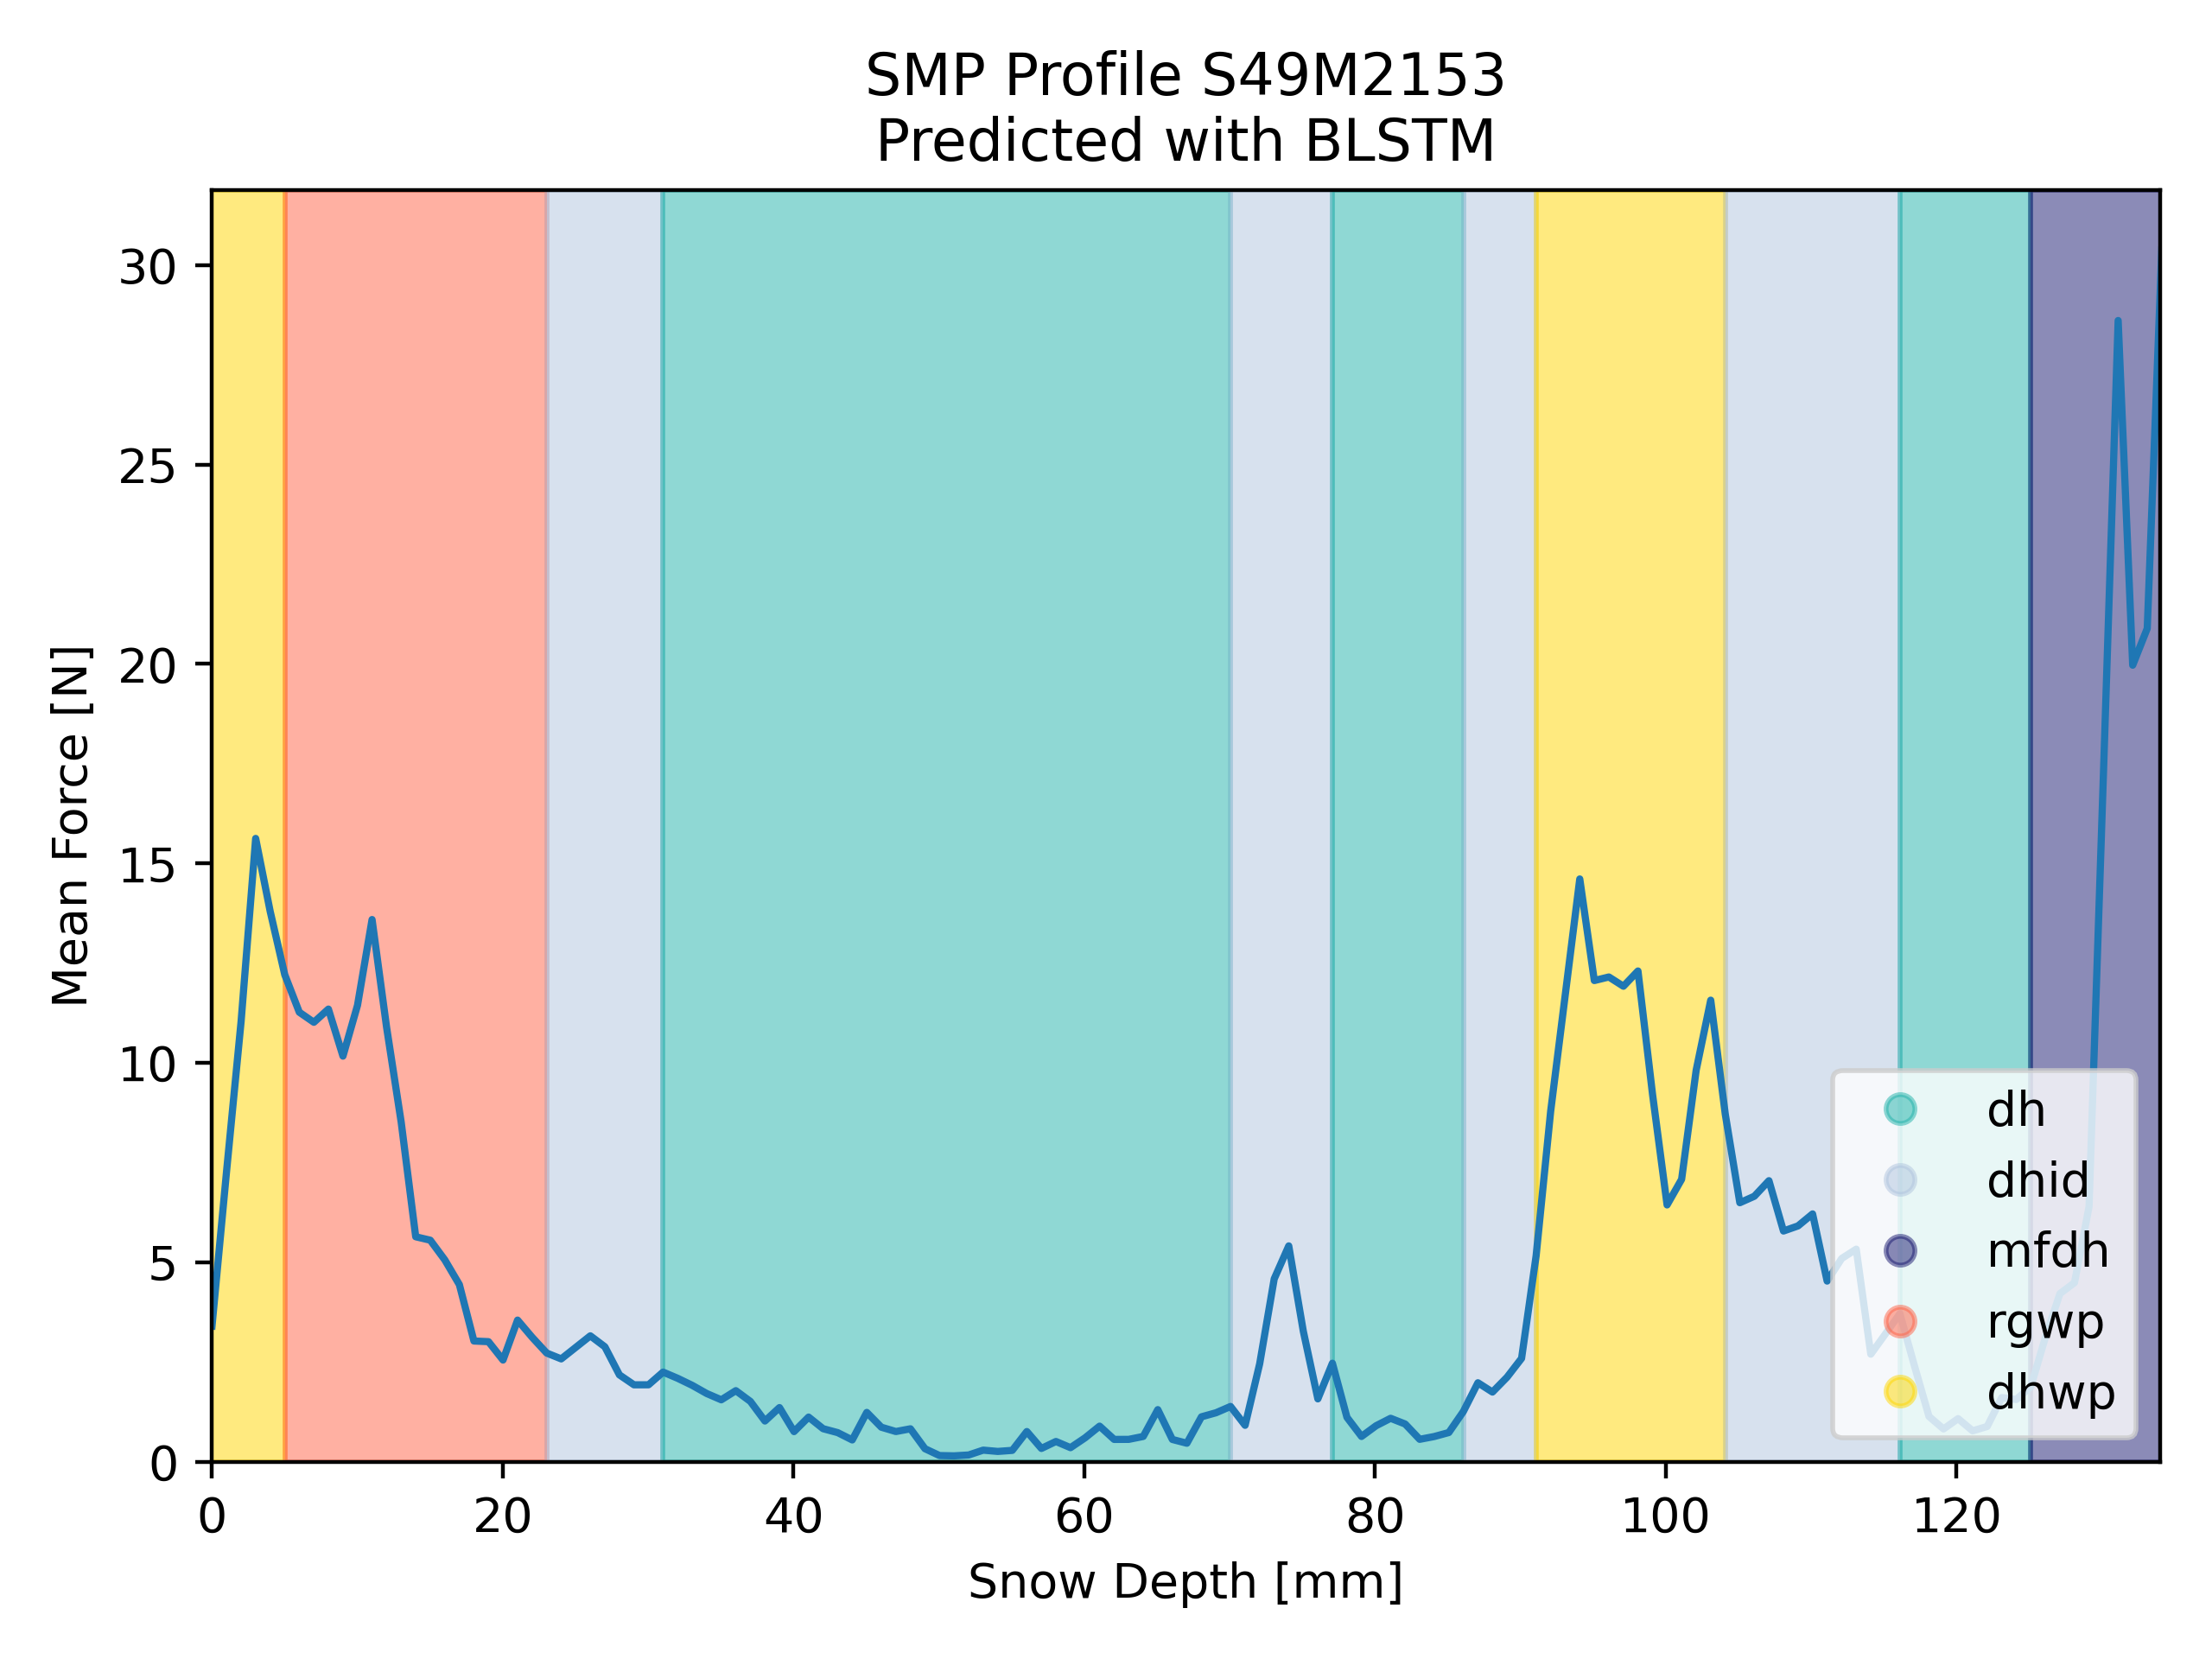 SMP Profile S49M2153
Predicted with BLSTM
30
25
20
15
10
5
0
Mean Force [N]
dh
dhid
mfdh
rgwp
dhwp
0 20 40 60 80 100 120
Snow Depth [mm]